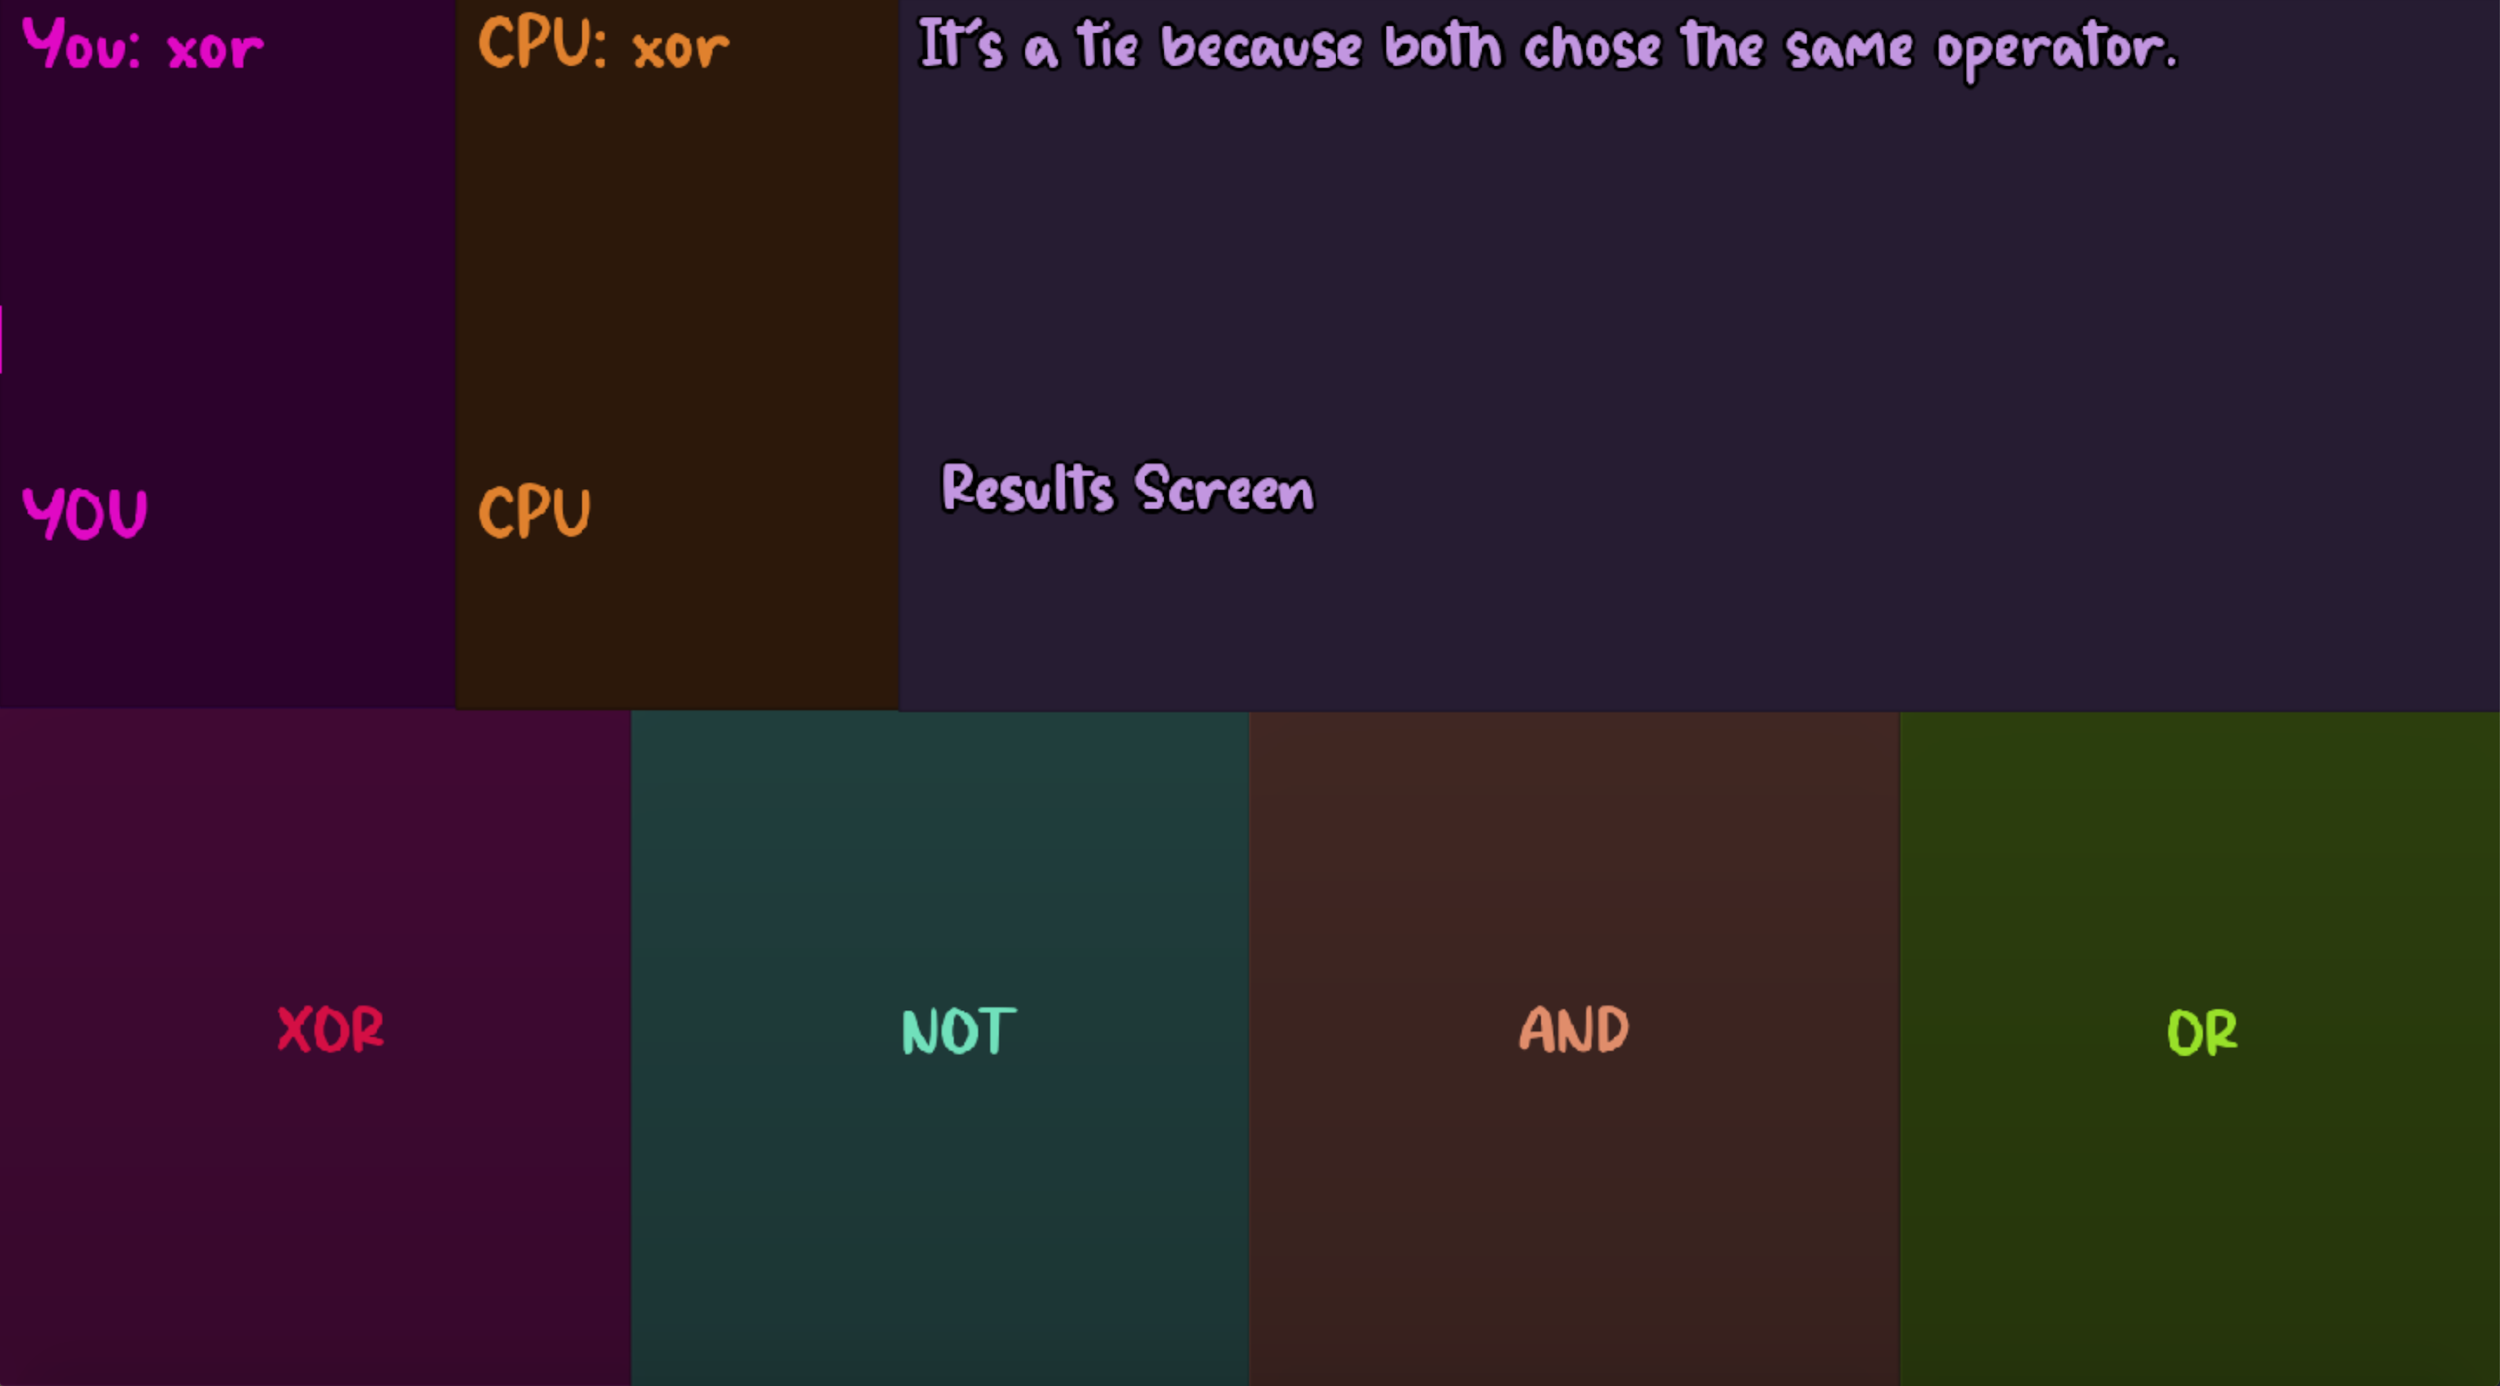 You: xor
CPU: xor
It's a tie because both chose the same operator.
YOU
CPU
Results Screen
XOR
NOT
AND
OR